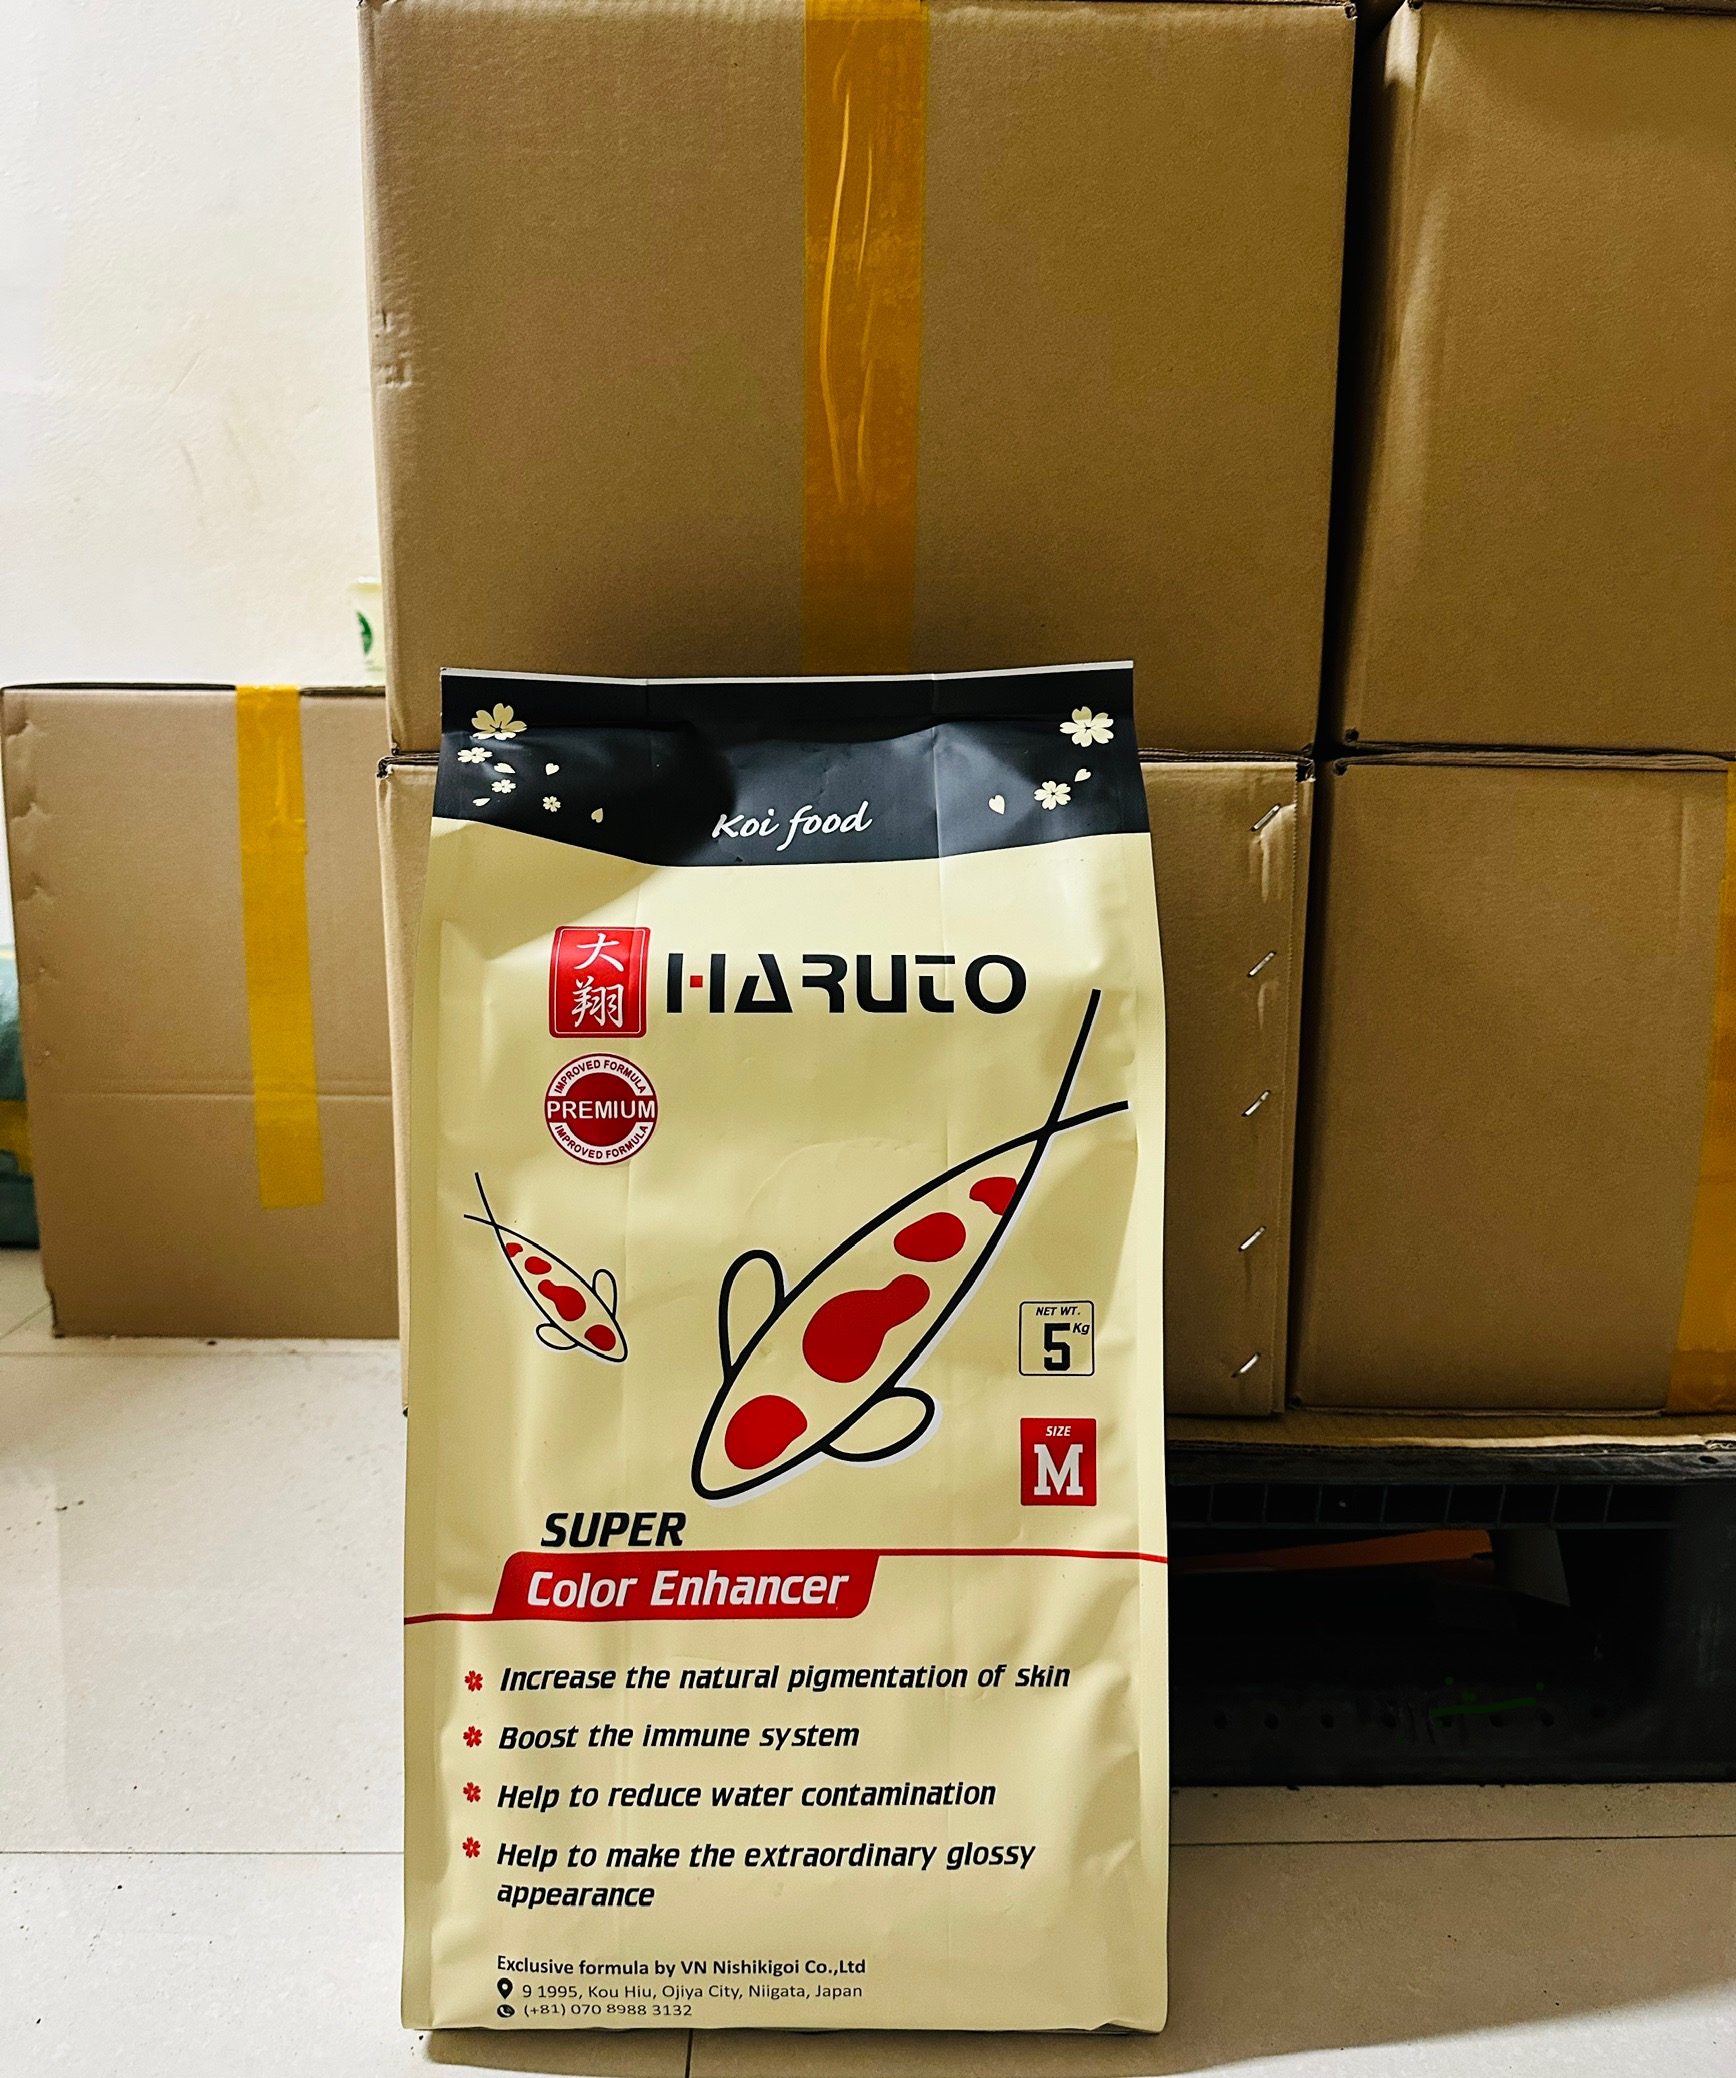 Koi food
大翔
HARUTO
IMPROVED FORMULA
PREMIUM
IMPROVED FORMULA
NET WT.
5 Kg
SIZE
M
SUPER
Color Enhancer
Increase the natural pigmentation of skin
Boost the immune system
Help to reduce water contamination
Help to make the extraordinary glossy
appearance
Exclusive formula by VN Nishikigoi Co.,Ltd
9 1995, Kou Hiu, Ojiya City, Niigata, Japan
(+81) 070 8988 3132